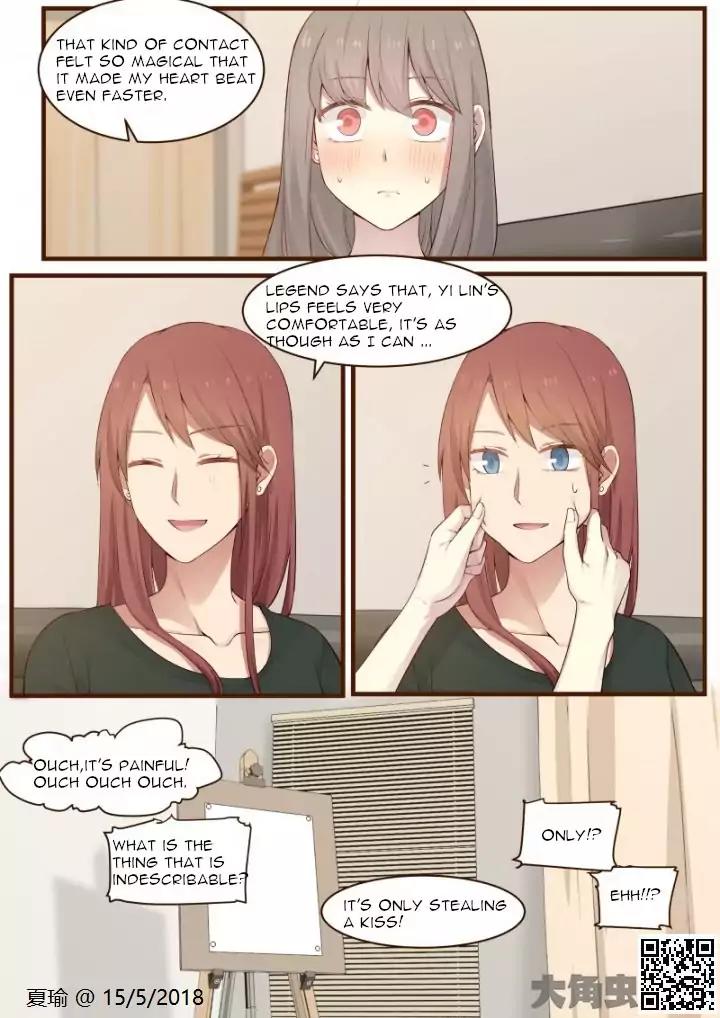 THAT KIND OF CONTACT
FELT SO MAGICAL THAT
IT MADE MY HEART BEAT
EVEN FASTER.
LEGEND SAYS THAT, YI LIN'S
LIPS FEELS VERY
COMFORTABLE, IT'S AS
THOUGH AS I CAN ...
OUCH,IT'S PAINFUL!
OUCH OUCH OUCH.
WHAT IS THE
THING THAT IS
INDESCRIBABLE?
IT'S ONLY STEALING
A KISS!
ONLY!?
EHH!!?
夏瑜 @ 15/5/2018
大角虫